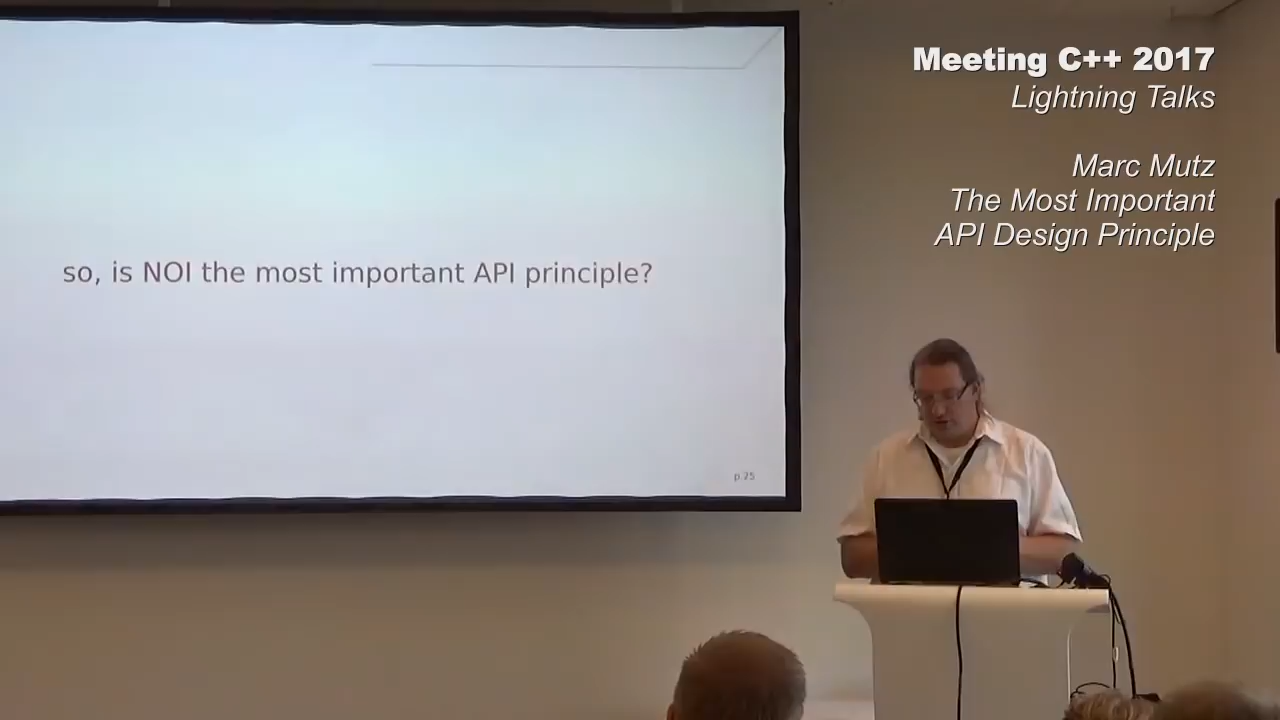 so, is NOI the most important API principle?
p.25
Meeting C++ 2017
Lightning Talks
Marc Mutz
The Most Important
API Design Principle